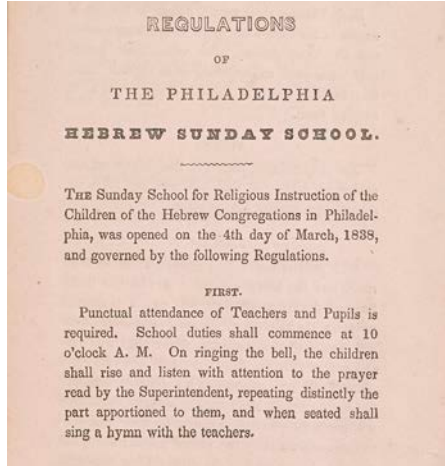 REGULATIONS
OF
THE PHILADELPHIA
HEBREW SUNDAY SCHOOL.
THE Sunday School for Religious Instruction of the
Children of the Hebrew Congregations in Philadel-
phia, was opened on the 4th day of March, 1838,
and governed by the following Regulations.
FIRST.
Punctual attendance of Teachers and Pupils is
required. School duties shall commence at 10
o'clock A. M. On ringing the bell, the children
shall rise and listen with attention to the prayer
read by the Superintendent, repeating distinctly the
part apportioned to them, and when seated shall
sing a hymn with the teachers.